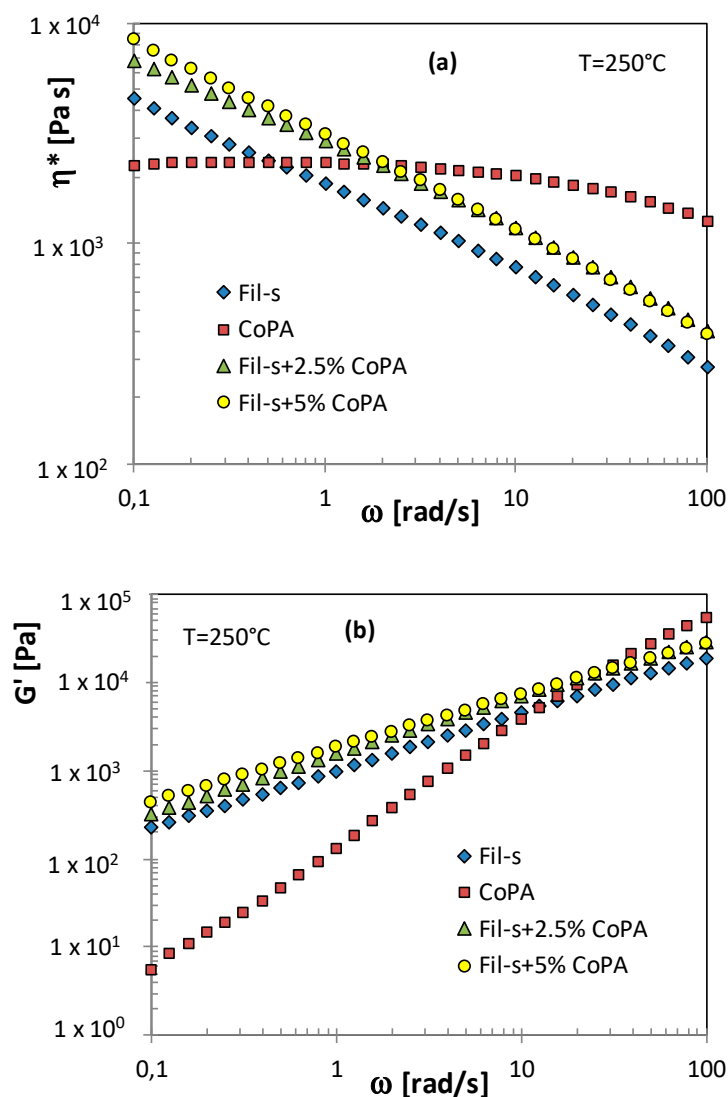 1 x 10⁴
(a)
T=250°C
η* [Pa s]
1 x 10³
Fil-s
CoPA
Fil-s+2.5% CoPA
Fil-s+5% CoPA
1 x 10²
0,1
1
10
100
ω [rad/s]
1 x 10⁵
(b)
T=250°C
G' [Pa]
1 x 10⁴
1 x 10³
1 x 10²
Fil-s
CoPA
Fil-s+2.5% CoPA
Fil-s+5% CoPA
1 x 10¹
1 x 10⁰
0,1
1
10
100
ω [rad/s]